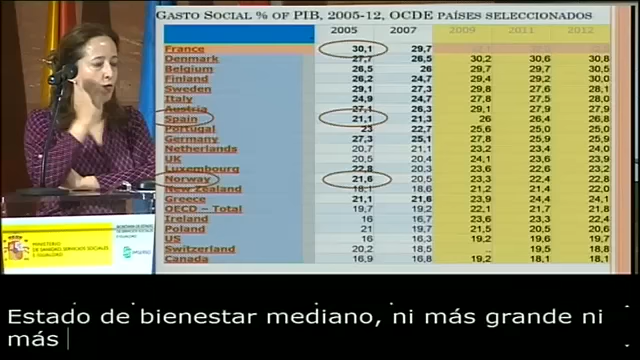 GASTO SOCIAL % OF PIB, 2005-12, OCDE PAÍSES SELECCIONADOS
2005 2007 2009 2011 2012
France 30,1 29,7
Denmark 27,7 26,5 30,2 30,6 30,8
Belgium 26,5 26 29,7 29,7 30,5
Finland 26,2 24,7 29,4 29,2 30,0
Sweden 29,1 27,3 29,8 27,6 28,1
Italy 24,9 24,7 27,8 27,5 28,0
Austria 27,1 26,3 29,1 27,9 27,9
Spain 21,1 21,3 26 26,4 26,8
Portugal 23 22,7 25,6 25,0 25,0
Germany 27,3 25,1 27,8 25,9 25,9
Netherlands 20,7 21,1 23,2 23,4 24,3
UK 20,5 20,4 24,1 23,6 23,9
Luxembourg 22,8 20,3 23,6 22,6 23,2
Norway 21,6 20,5 23,3 22,4 22,8
New Zealand 18,1 18,6 21,2 21,4 22,0
Greece 21,1 21,6 23,9 24,4 24,1
OECD – Total 19,7 19,2 22,1 21,7 21,8
Ireland 16 16,7 23,6 23,3 22,4
Poland 21 19,7 21,5 20,5 20,6
US 16 16,3 19,2 19,6 19,7
Switzerland 20,2 18,5 .. 19,5 18,8
Canada 16,9 16,8 19,2 18,1 18,1
MINISTERIO
DE SANIDAD, SERVICIOS SOCIALES
E IGUALDAD
Estado de bienestar mediano, ni más grande ni
más